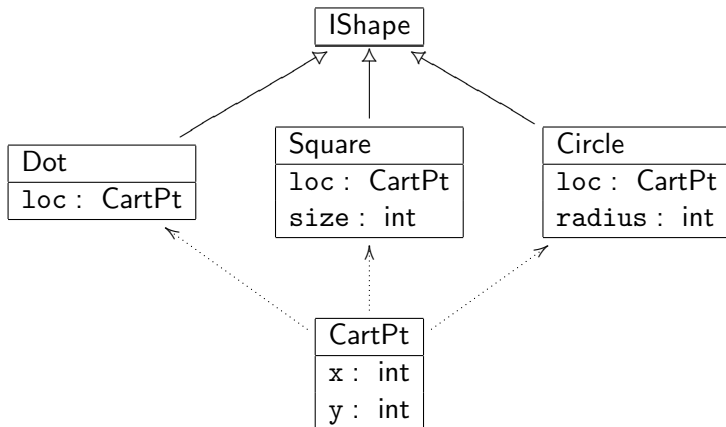 IShape
Dot
loc : CartPt
Square
loc : CartPt
size : int
Circle
loc : CartPt
radius : int
CartPt
x : int
y : int